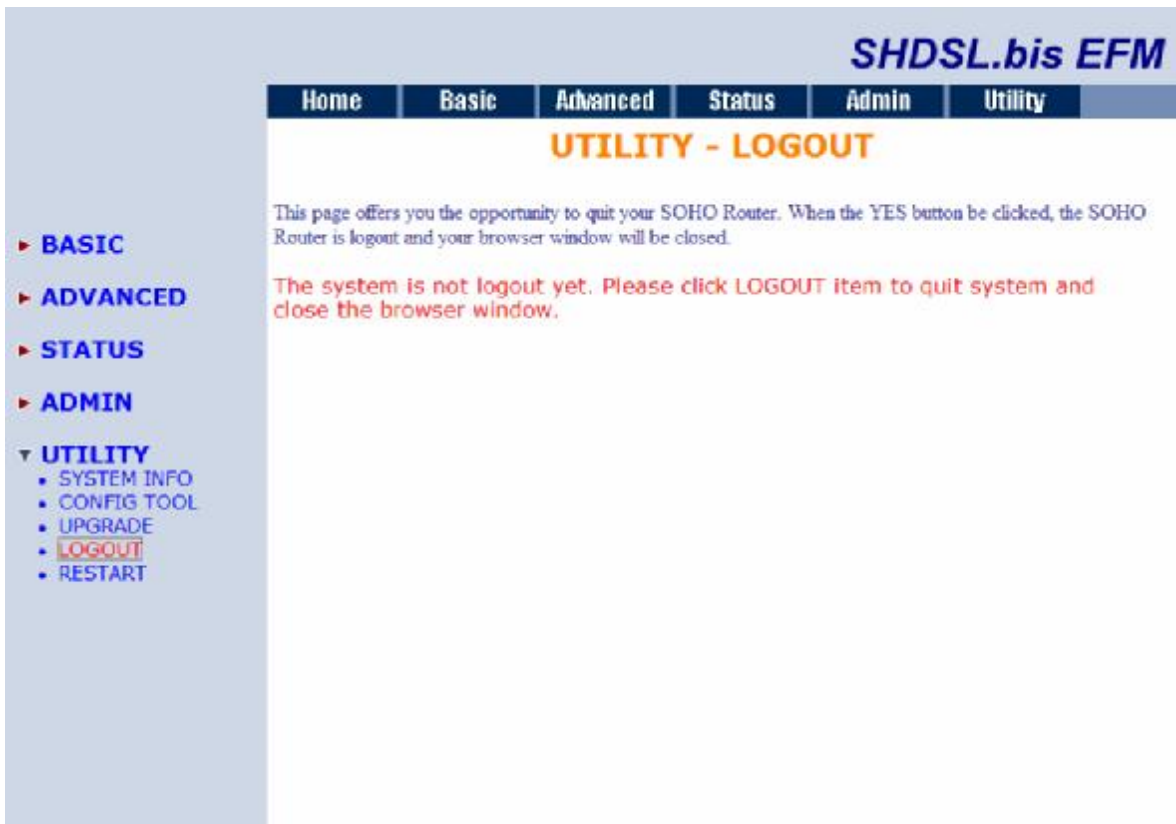 SHDSL.bis EFM
Home Basic Advanced Status Admin Utility
UTILITY - LOGOUT
This page offers you the opportunity to quit your SOHO Router. When the YES button be clicked, the SOHO
Router is logout and your browser window will be closed.
The system is not logout yet. Please click LOGOUT item to quit system and
close the browser window.
BASIC
ADVANCED
STATUS
ADMIN
UTILITY
SYSTEM INFO
CONFIG TOOL
UPGRADE
LOGOUT
RESTART